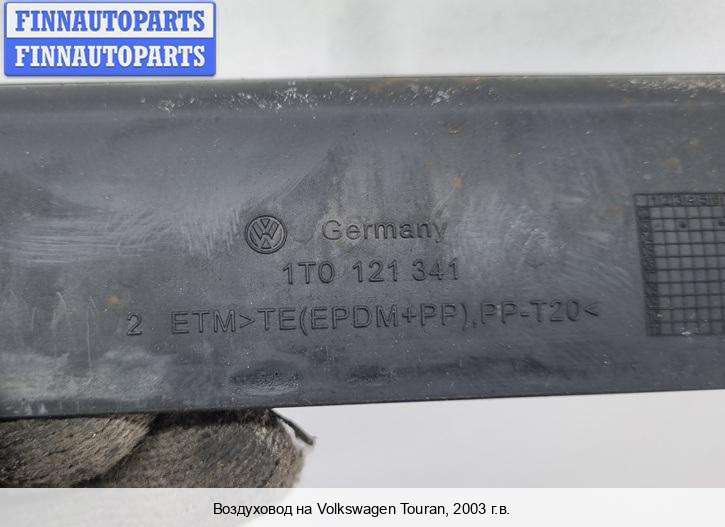 FINNAUTOPARTS
FINNAUTOPARTS
Germany
1T0 121 341
2 ETM>TE(EPDM+PP),PP-T20<
Воздуховод на Volkswagen Touran, 2003 г.в.